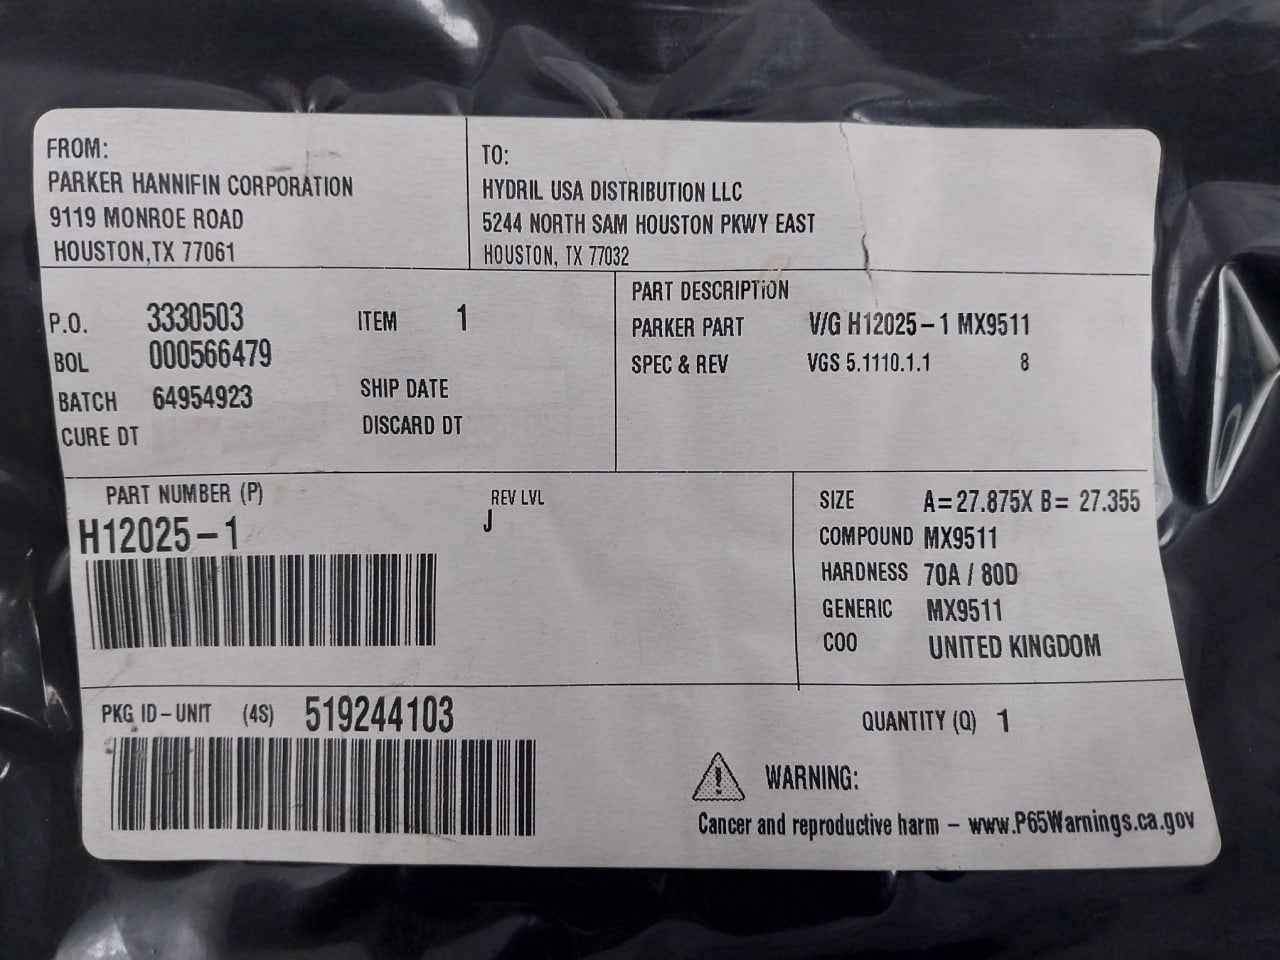 FROM:
PARKER HANNIFIN CORPORATION
9119 MONROE ROAD
HOUSTON,TX 77061
TO:
HYDRIL USA DISTRIBUTION LLC
5244 NORTH SAM HOUSTON PKWY EAST
HOUSTON, TX 77032
P.O. 3330503 ITEM 1
BOL 000566479
BATCH 64954923 SHIP DATE
CURE DT DISCARD DT
PART DESCRIPTION
PARKER PART V/G H12025-1 MX9511
SPEC & REV VGS 5.1110.1.1 8
PART NUMBER (P)
H12025-1
REV LVL
J
SIZE A=27.875X B= 27.355
COMPOUND MX9511
HARDNESS 70A / 80D
GENERIC MX9511
COO UNITED KINGDOM
PKG ID-UNIT (4S) 519244103
QUANTITY (Q) 1
WARNING:
Cancer and reproductive harm - www.P65Warnings.ca.gov